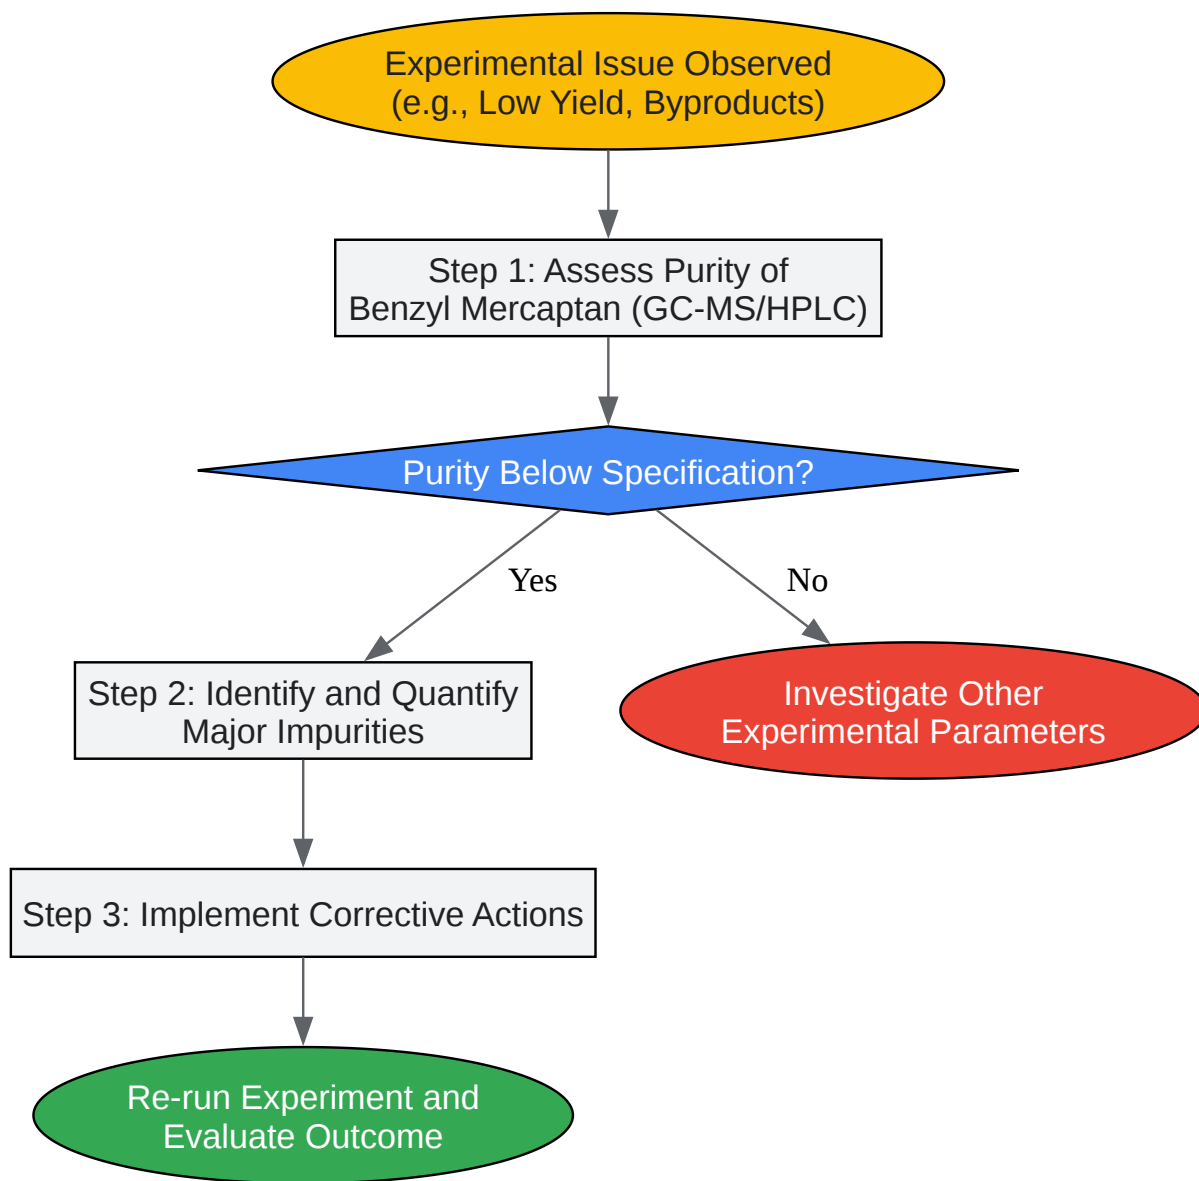 Experimental Issue Observed
(e.g., Low Yield, Byproducts)
Step 1: Assess Purity of
Benzyl Mercaptan (GC-MS/HPLC)
Purity Below Specification?
Yes
No
Step 2: Identify and Quantify
Major Impurities
Investigate Other
Experimental Parameters
Step 3: Implement Corrective Actions
Re-run Experiment and
Evaluate Outcome